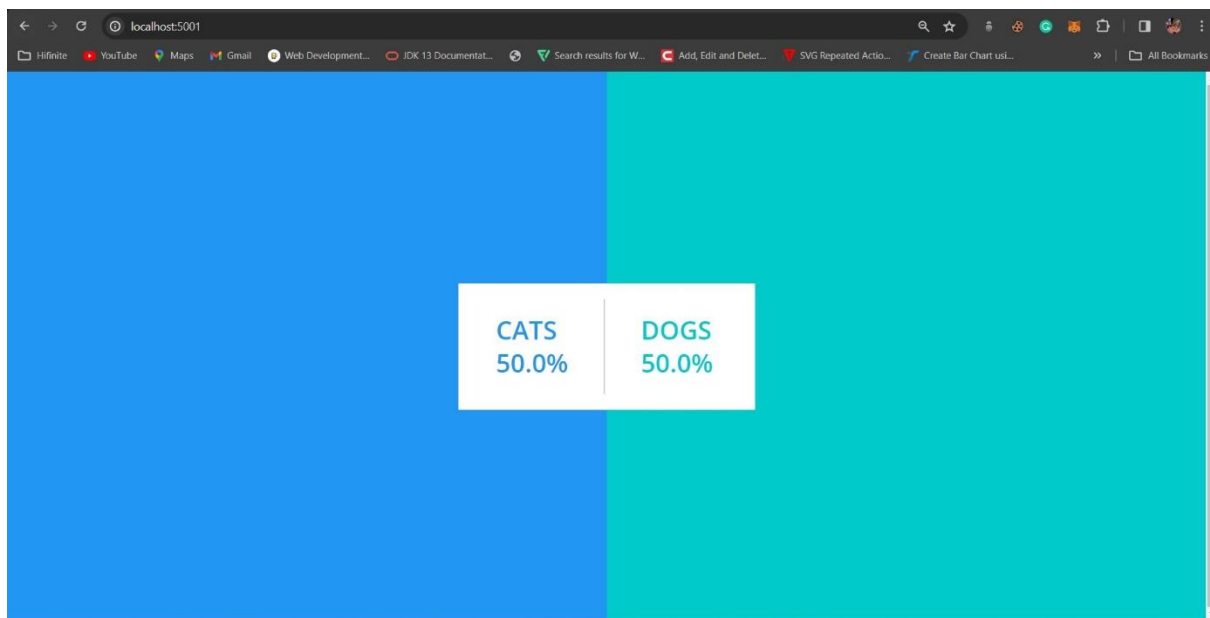 localhost:5001
Hifinite YouTube Maps Gmail Web Development... JDK 13 Documentat... Search results for W... Add, Edit and Delet... SVG Repeated Actio... Create Bar Chart usi... » All Bookmarks
CATS DOGS
50.0% 50.0%